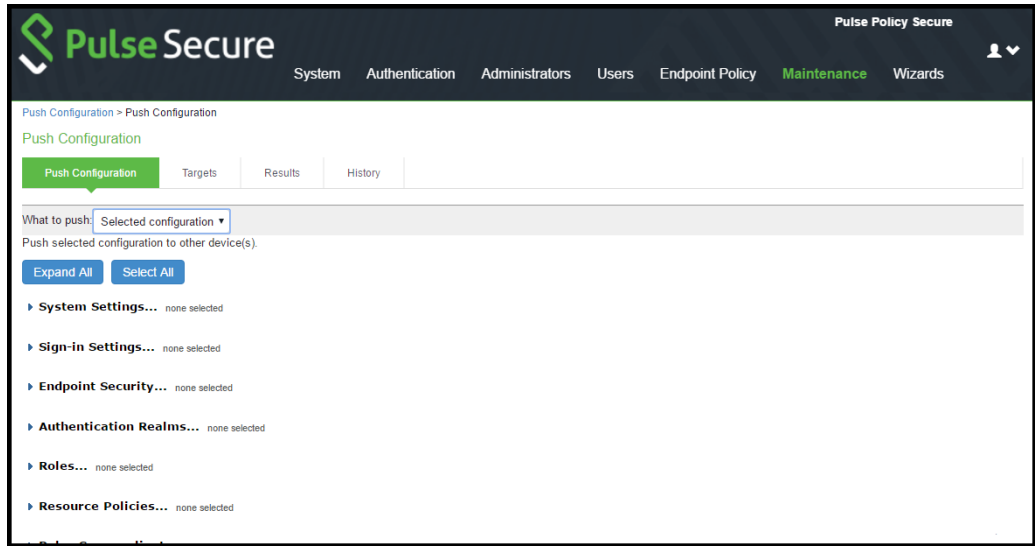 Pulse Policy Secure
Pulse Secure
System Authentication Administrators Users Endpoint Policy Maintenance Wizards
Push Configuration > Push Configuration
Push Configuration
Push Configuration Targets Results History
What to push: Selected configuration
Push selected configuration to other device(s).
Expand All Select All
System Settings... none selected
Sign-in Settings... none selected
Endpoint Security... none selected
Authentication Realms... none selected
Roles... none selected
Resource Policies... none selected